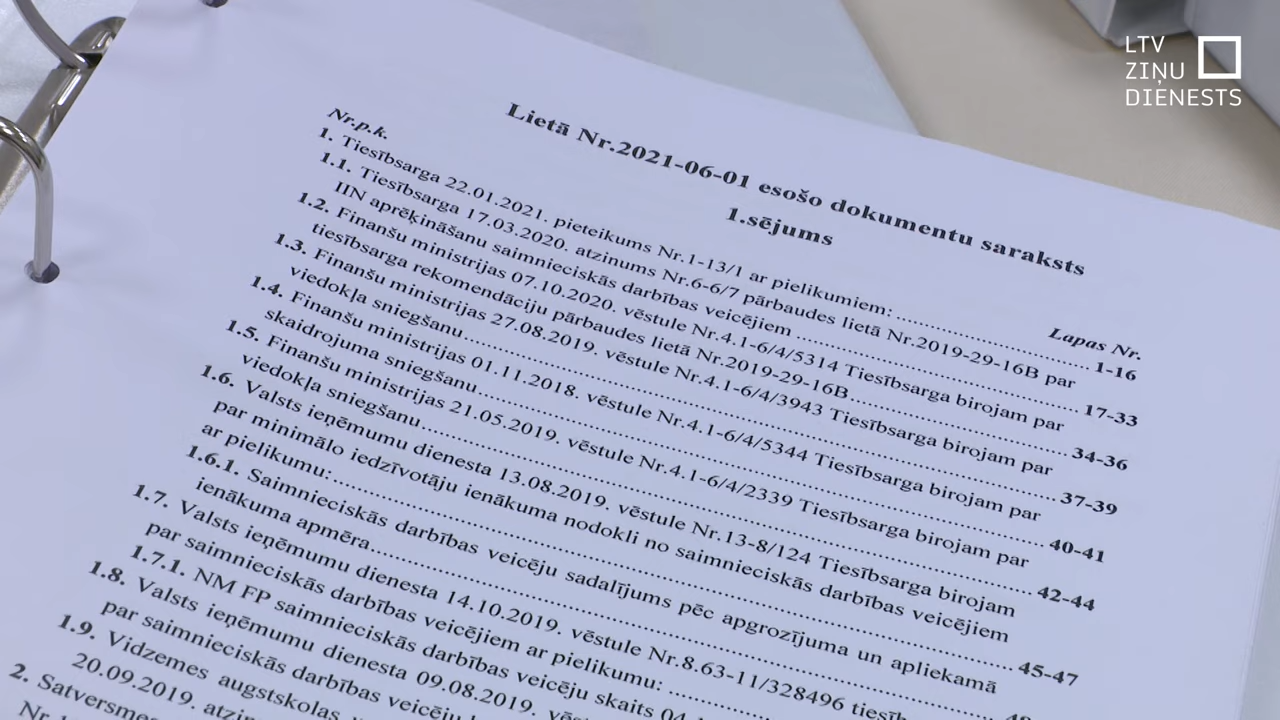 LTV
ZIŅU
DIENESTS
Lietā Nr.2021-06-01 esošo dokumentu saraksts
1.sējums
Nr.p.k.
Lapas Nr.
1. Tiesībsarga 22.01.2021. pieteikums Nr.1-13/1 ar pielikumiem: ........ 1-16
1.1. Tiesībsarga 17.03.2020. atzinums Nr.6-6/7 pārbaudes lietā Nr.2019-29-16B par
IIN aprēķināšanu saimnieciskās darbības veicējiem ........ 17-33
1.2. Finanšu ministrijas 07.10.2020. vēstule Nr.4.1-6/4/5314 Tiesībsarga birojam par
tiesībsarga rekomendāciju pārbaudes lietā Nr.2019-29-16B........ 34-36
1.3. Finanšu ministrijas 27.08.2019. vēstule Nr.4.1-6/4/3943 Tiesībsarga birojam par
viedokļa sniegšanu........ 37-39
1.4. Finanšu ministrijas 01.11.2018. vēstule Nr.4.1-6/4/5344 Tiesībsarga birojam par
skaidrojuma sniegšanu........ 40-41
1.5. Finanšu ministrijas 21.05.2019. vēstule Nr.4.1-6/4/2339 Tiesībsarga birojam par
viedokļa sniegšanu........ 42-44
1.6. Valsts ieņēmumu dienesta 13.08.2019. vēstule Nr.13-8/124 Tiesībsarga birojam
par minimālo iedzīvotāju ienākuma nodokli no saimnieciskās darbības veicējiem
ar pielikumu:........ 45-47
1.6.1. Saimnieciskās darbības veicēju sadalījums pēc apgrozījuma un apliekamā
ienākuma apmēra........ 48
1.7. Valsts ieņēmumu dienesta 14.10.2019. vēstule Nr.8.63-11/328496
par saimnieciskās darbības veicējiem ar pielikumu: ........
1.7.1. NM FP saimnieciskās darbības veicēju skaits
1.8. Valsts ieņēmumu dienesta 09.08.2019.
par saimnieciskās darbības veicēju
1.9. Vidzemes augstskolas
20.09.2019.
2. Satversmes